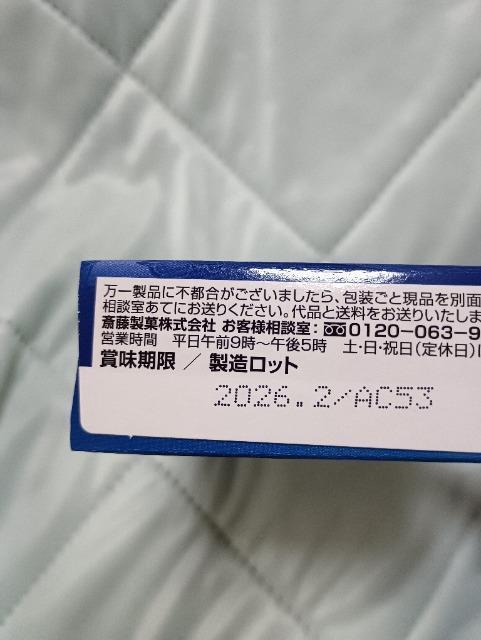 万一製品に不都合がございましたら、包装ごと現品を別面
相談室あてにお送りください。代品と送料をお送りいたしま
斎藤製菓株式会社 お客様相談室：0120-063-9
営業時間 平日午前9時～午後5時 土・日・祝日(定休日)
賞味期限 ／ 製造ロット
2026.2/AC53